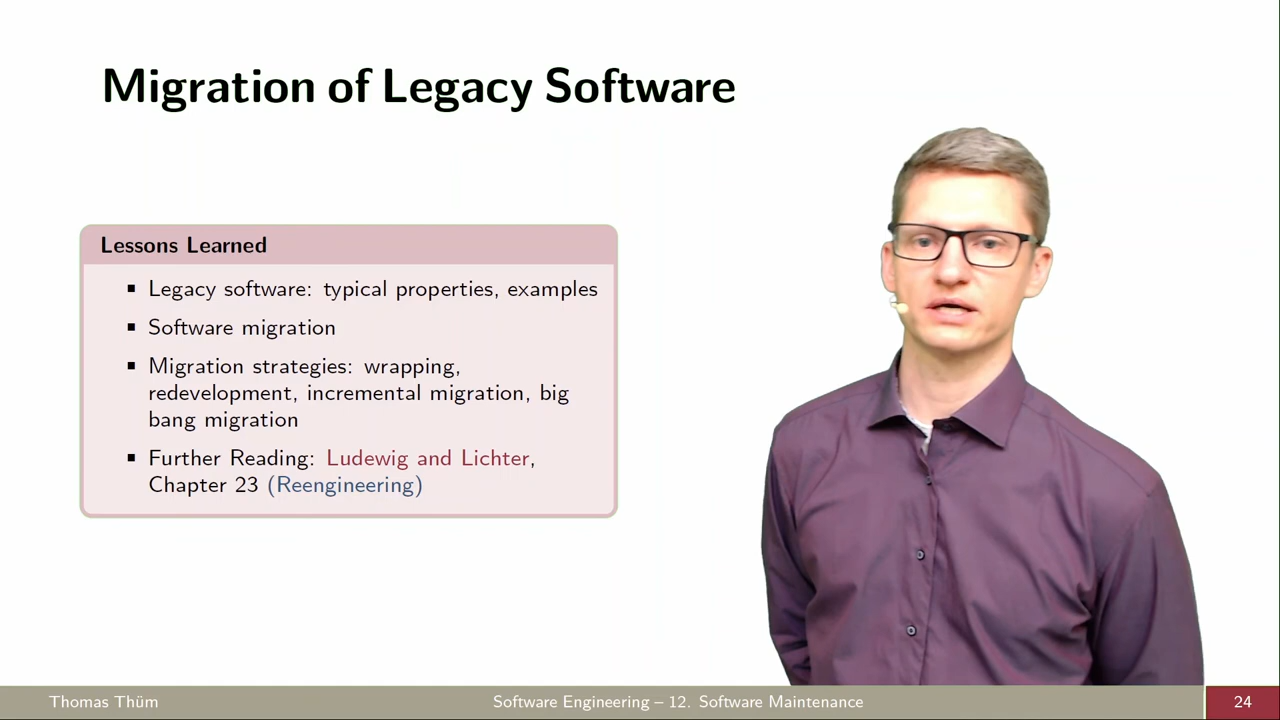 Migration of Legacy Software
Lessons Learned
▪ Legacy software: typical properties, examples
▪ Software migration
▪ Migration strategies: wrapping,
redevelopment, incremental migration, big
bang migration
▪ Further Reading: Ludewig and Lichter,
Chapter 23 (Reengineering)
Thomas Thüm
Software Engineering – 12. Software Maintenance
24